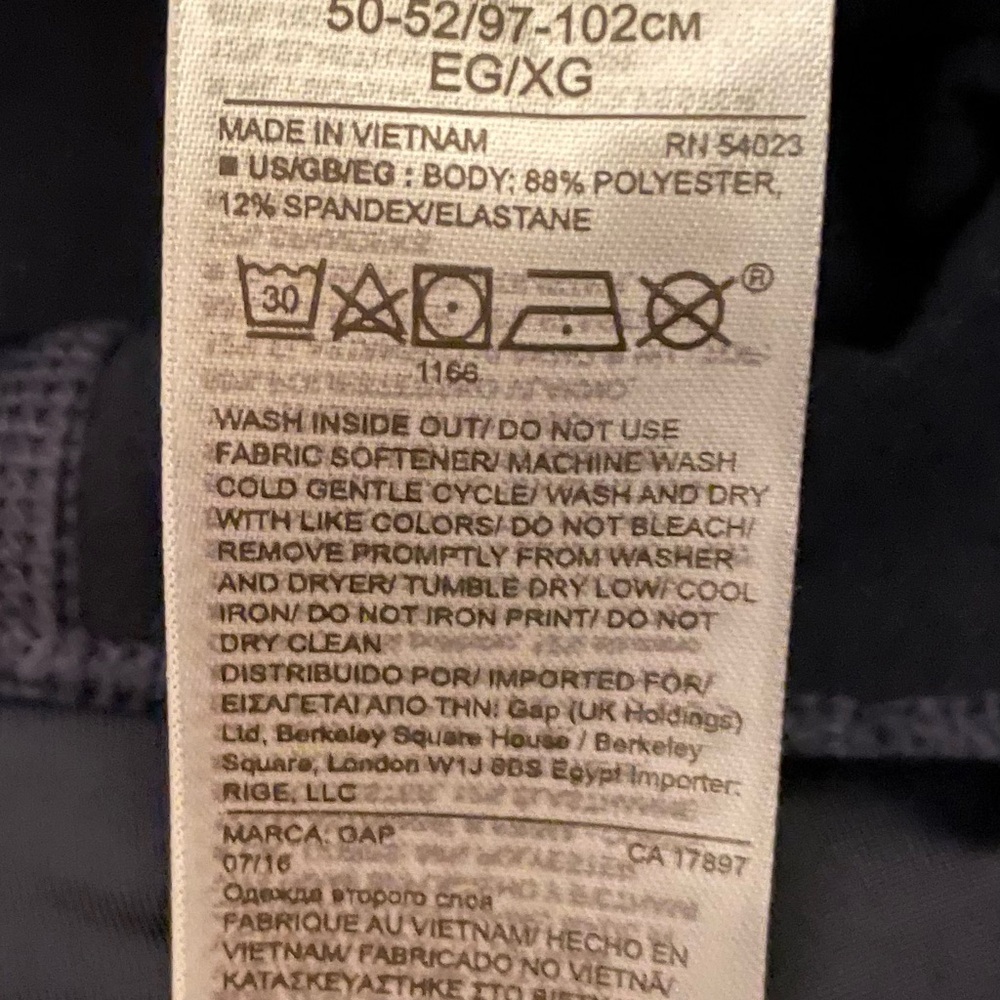 50-52/97-102CM
EG/XG
MADE IN VIETNAM RN 54023
■ US/GB/EG : BODY: 88% POLYESTER,
12% SPANDEX/ELASTANE
30 ®
1166
WASH INSIDE OUT/ DO NOT USE
FABRIC SOFTENER/ MACHINE WASH
COLD GENTLE CYCLE/ WASH AND DRY
WITH LIKE COLORS/ DO NOT BLEACH/
REMOVE PROMPTLY FROM WASHER
AND DRYER/ TUMBLE DRY LOW/ COOL
IRON/ DO NOT IRON PRINT/ DO NOT
DRY CLEAN
DISTRIBUIDO POR/ IMPORTED FOR/
ΕΙΣΑΓΕΤΑΙ ΑΠΟ ΤΗΝ: Gap (UK Holdings)
Ltd, Berkeley Square House / Berkeley
Square, London W1J 6BS Egypt Importer:
RIGE, LLC
MARCA: GAP
07/16 CA 17897
Одежда второго слоя
FABRIQUE AU VIETNAM/ HECHO EN
VIETNAM/ FABRICADO NO VIETNÃ/
ΚΑΤΑΣΚΕΥΑΣΤΗΚΕ ΣΤΟ